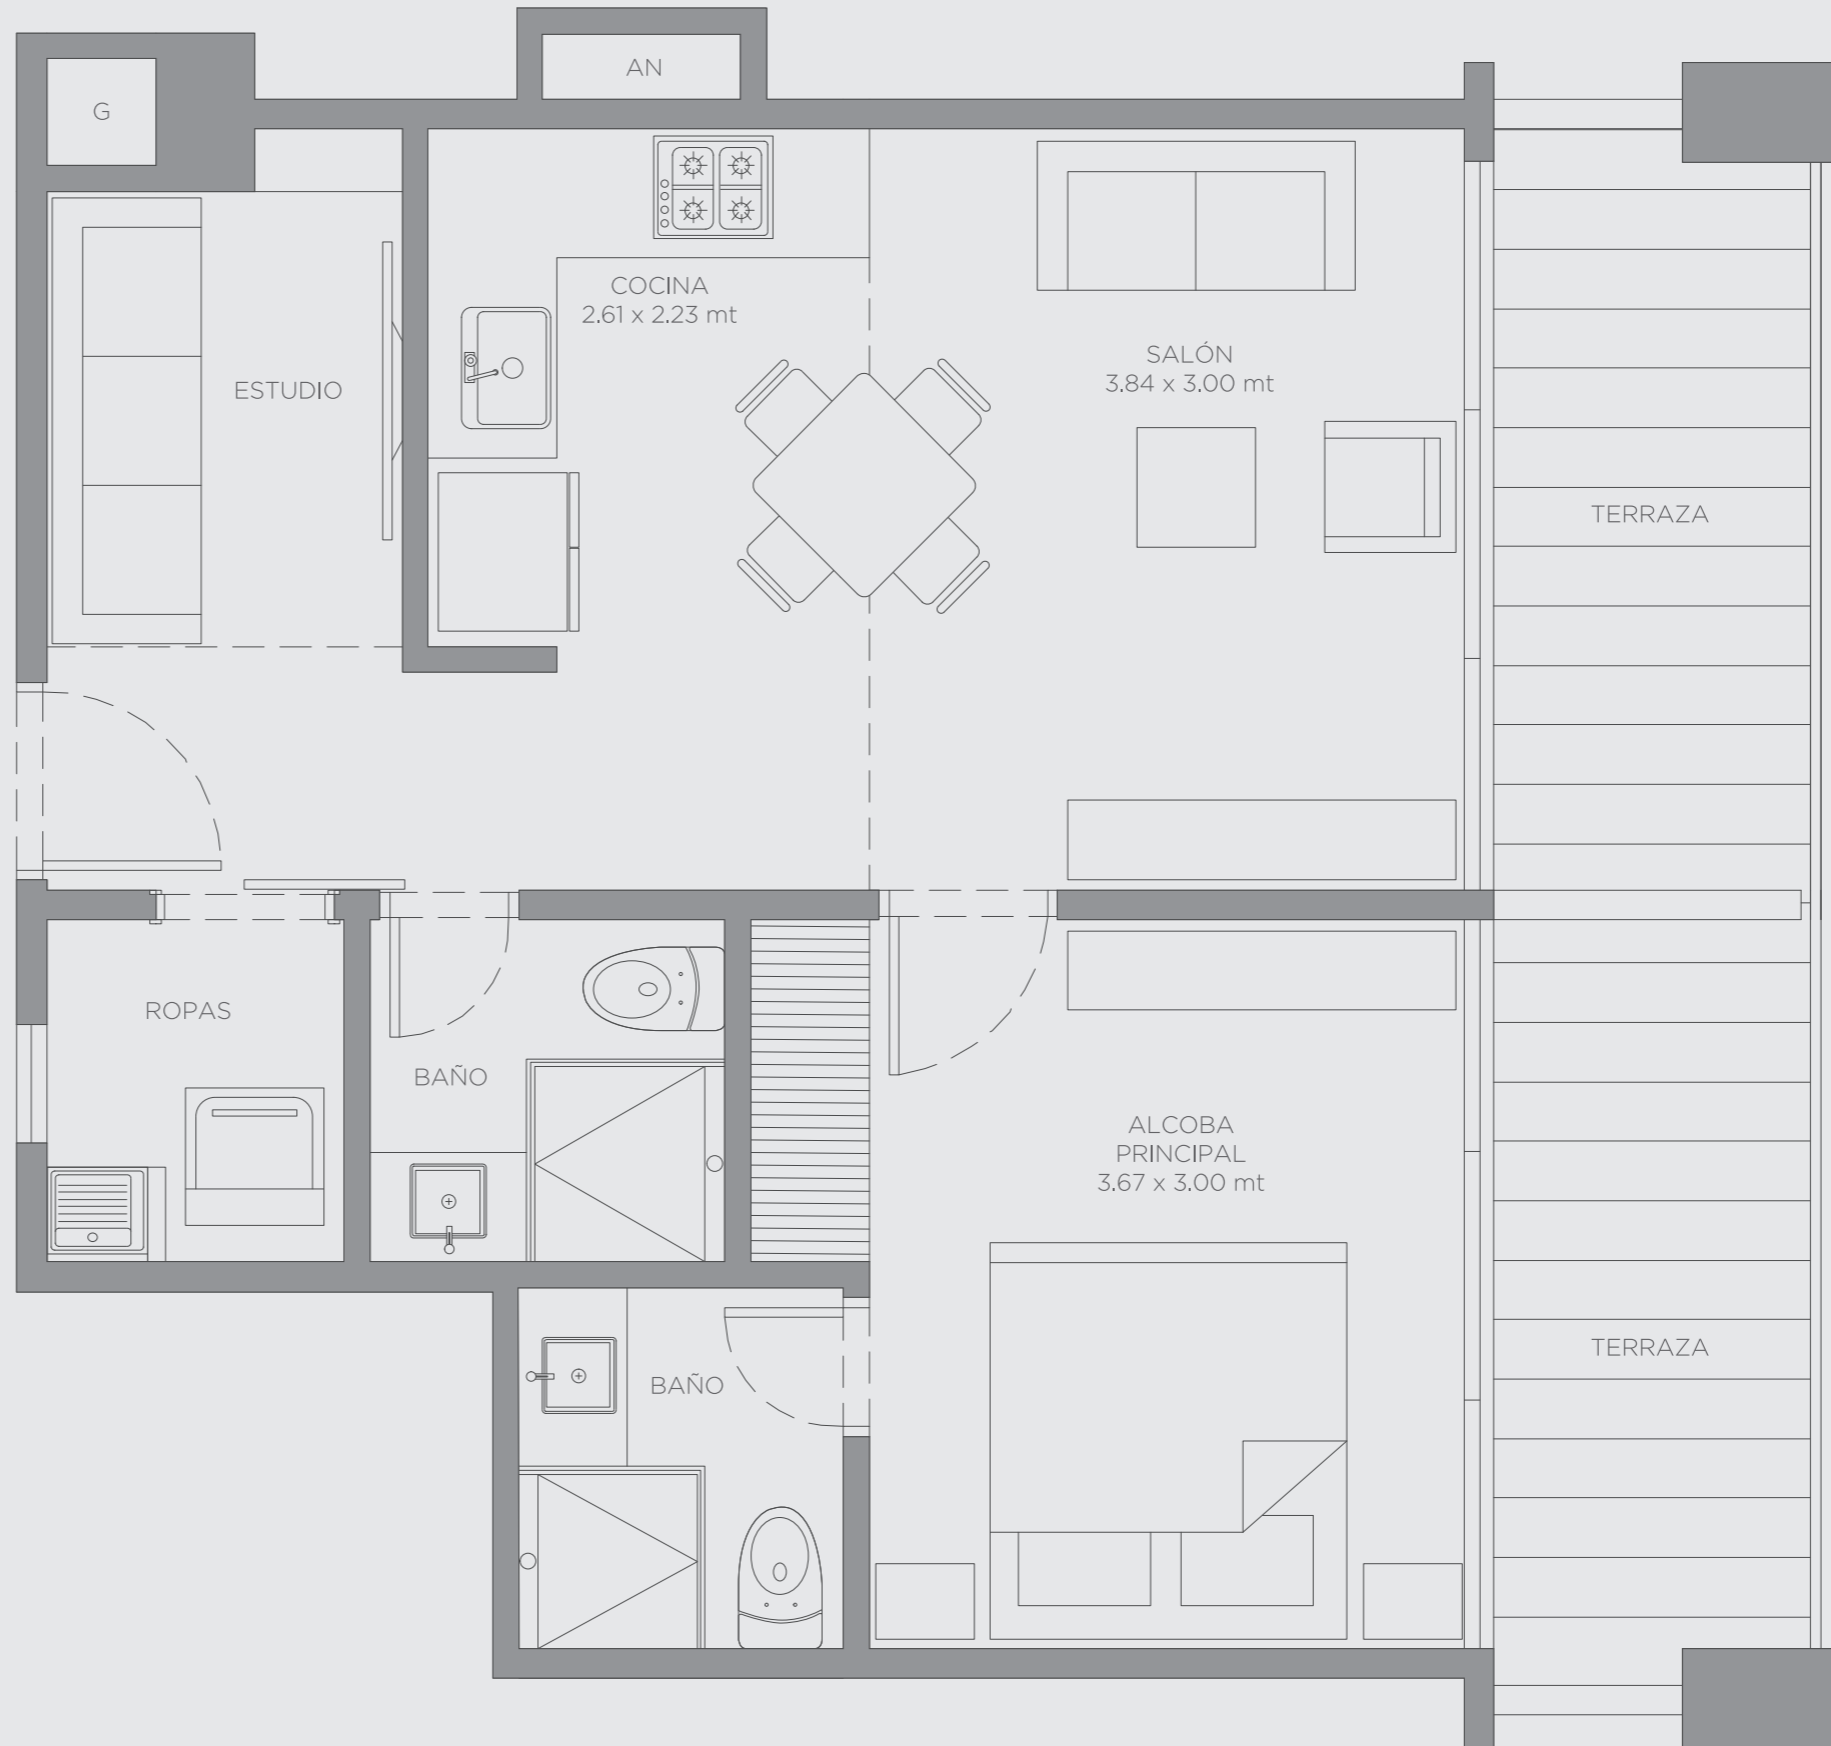 AN
G
COCINA
2.61 x 2.23 mt
SALÓN
3.84 x 3.00 mt
ESTUDIO
TERRAZA
ROPAS
BAÑO
ALCOBA
PRINCIPAL
3.67 x 3.00 mt
TERRAZA
BAÑO